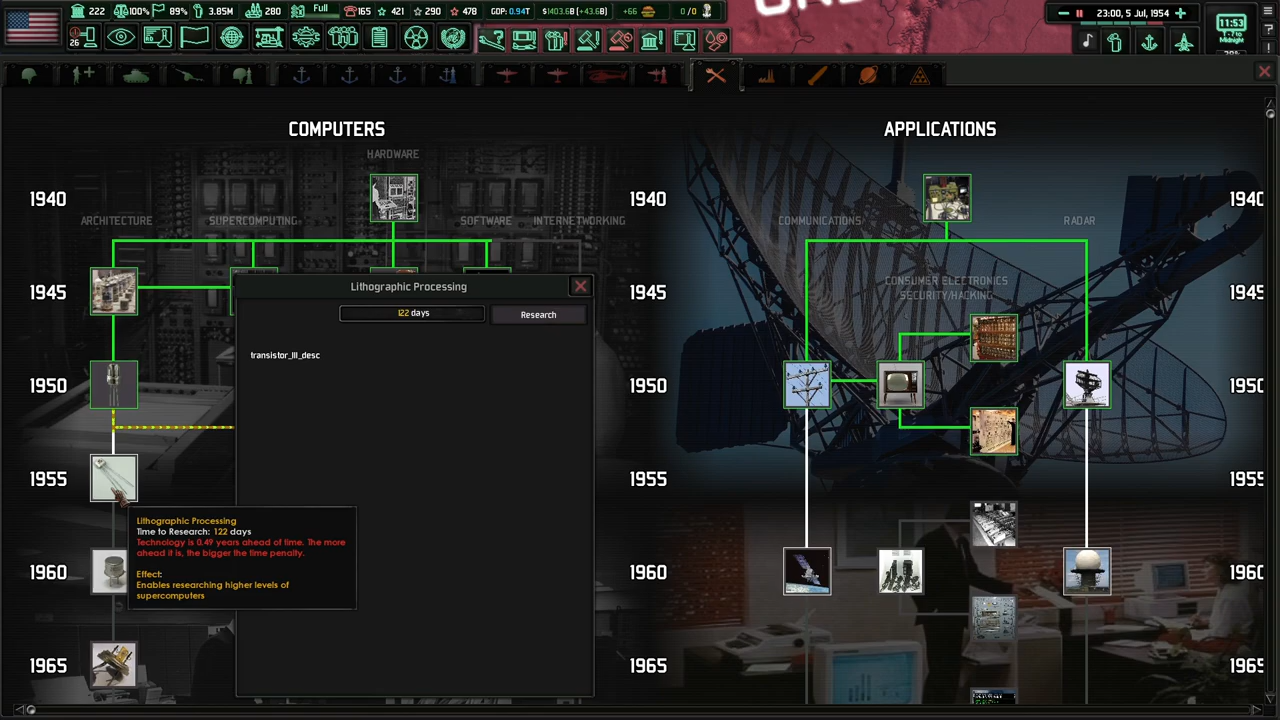 222 100% 89% 3.85M 280 Full 165 421 290 478 GDP: 0.94T $1403.6B (+43.6B) +66 0/0
23:00, 5 Jul, 1954
11:53
26
COMPUTERS
APPLICATIONS
HARDWARE
1940
1940
1940
ARCHITECTURE
SUPERCOMPUTING
SOFTWARE
INTERNETWORKING
COMMUNICATIONS
RADAR
CONSUMER ELECTRONICS
SECURITY/HACKING
1945
1945
1945
Lithographic Processing
122 days
Research
transistor_III_desc
1950
1950
1950
1955
1955
1955
Lithographic Processing
Time to Research: 122 days
Technology is 0.49 years ahead of time. The more
ahead it is, the bigger the time penalty.
Effect:
Enables researching higher levels of
supercomputers
1960
1960
1960
1965
1965
1965